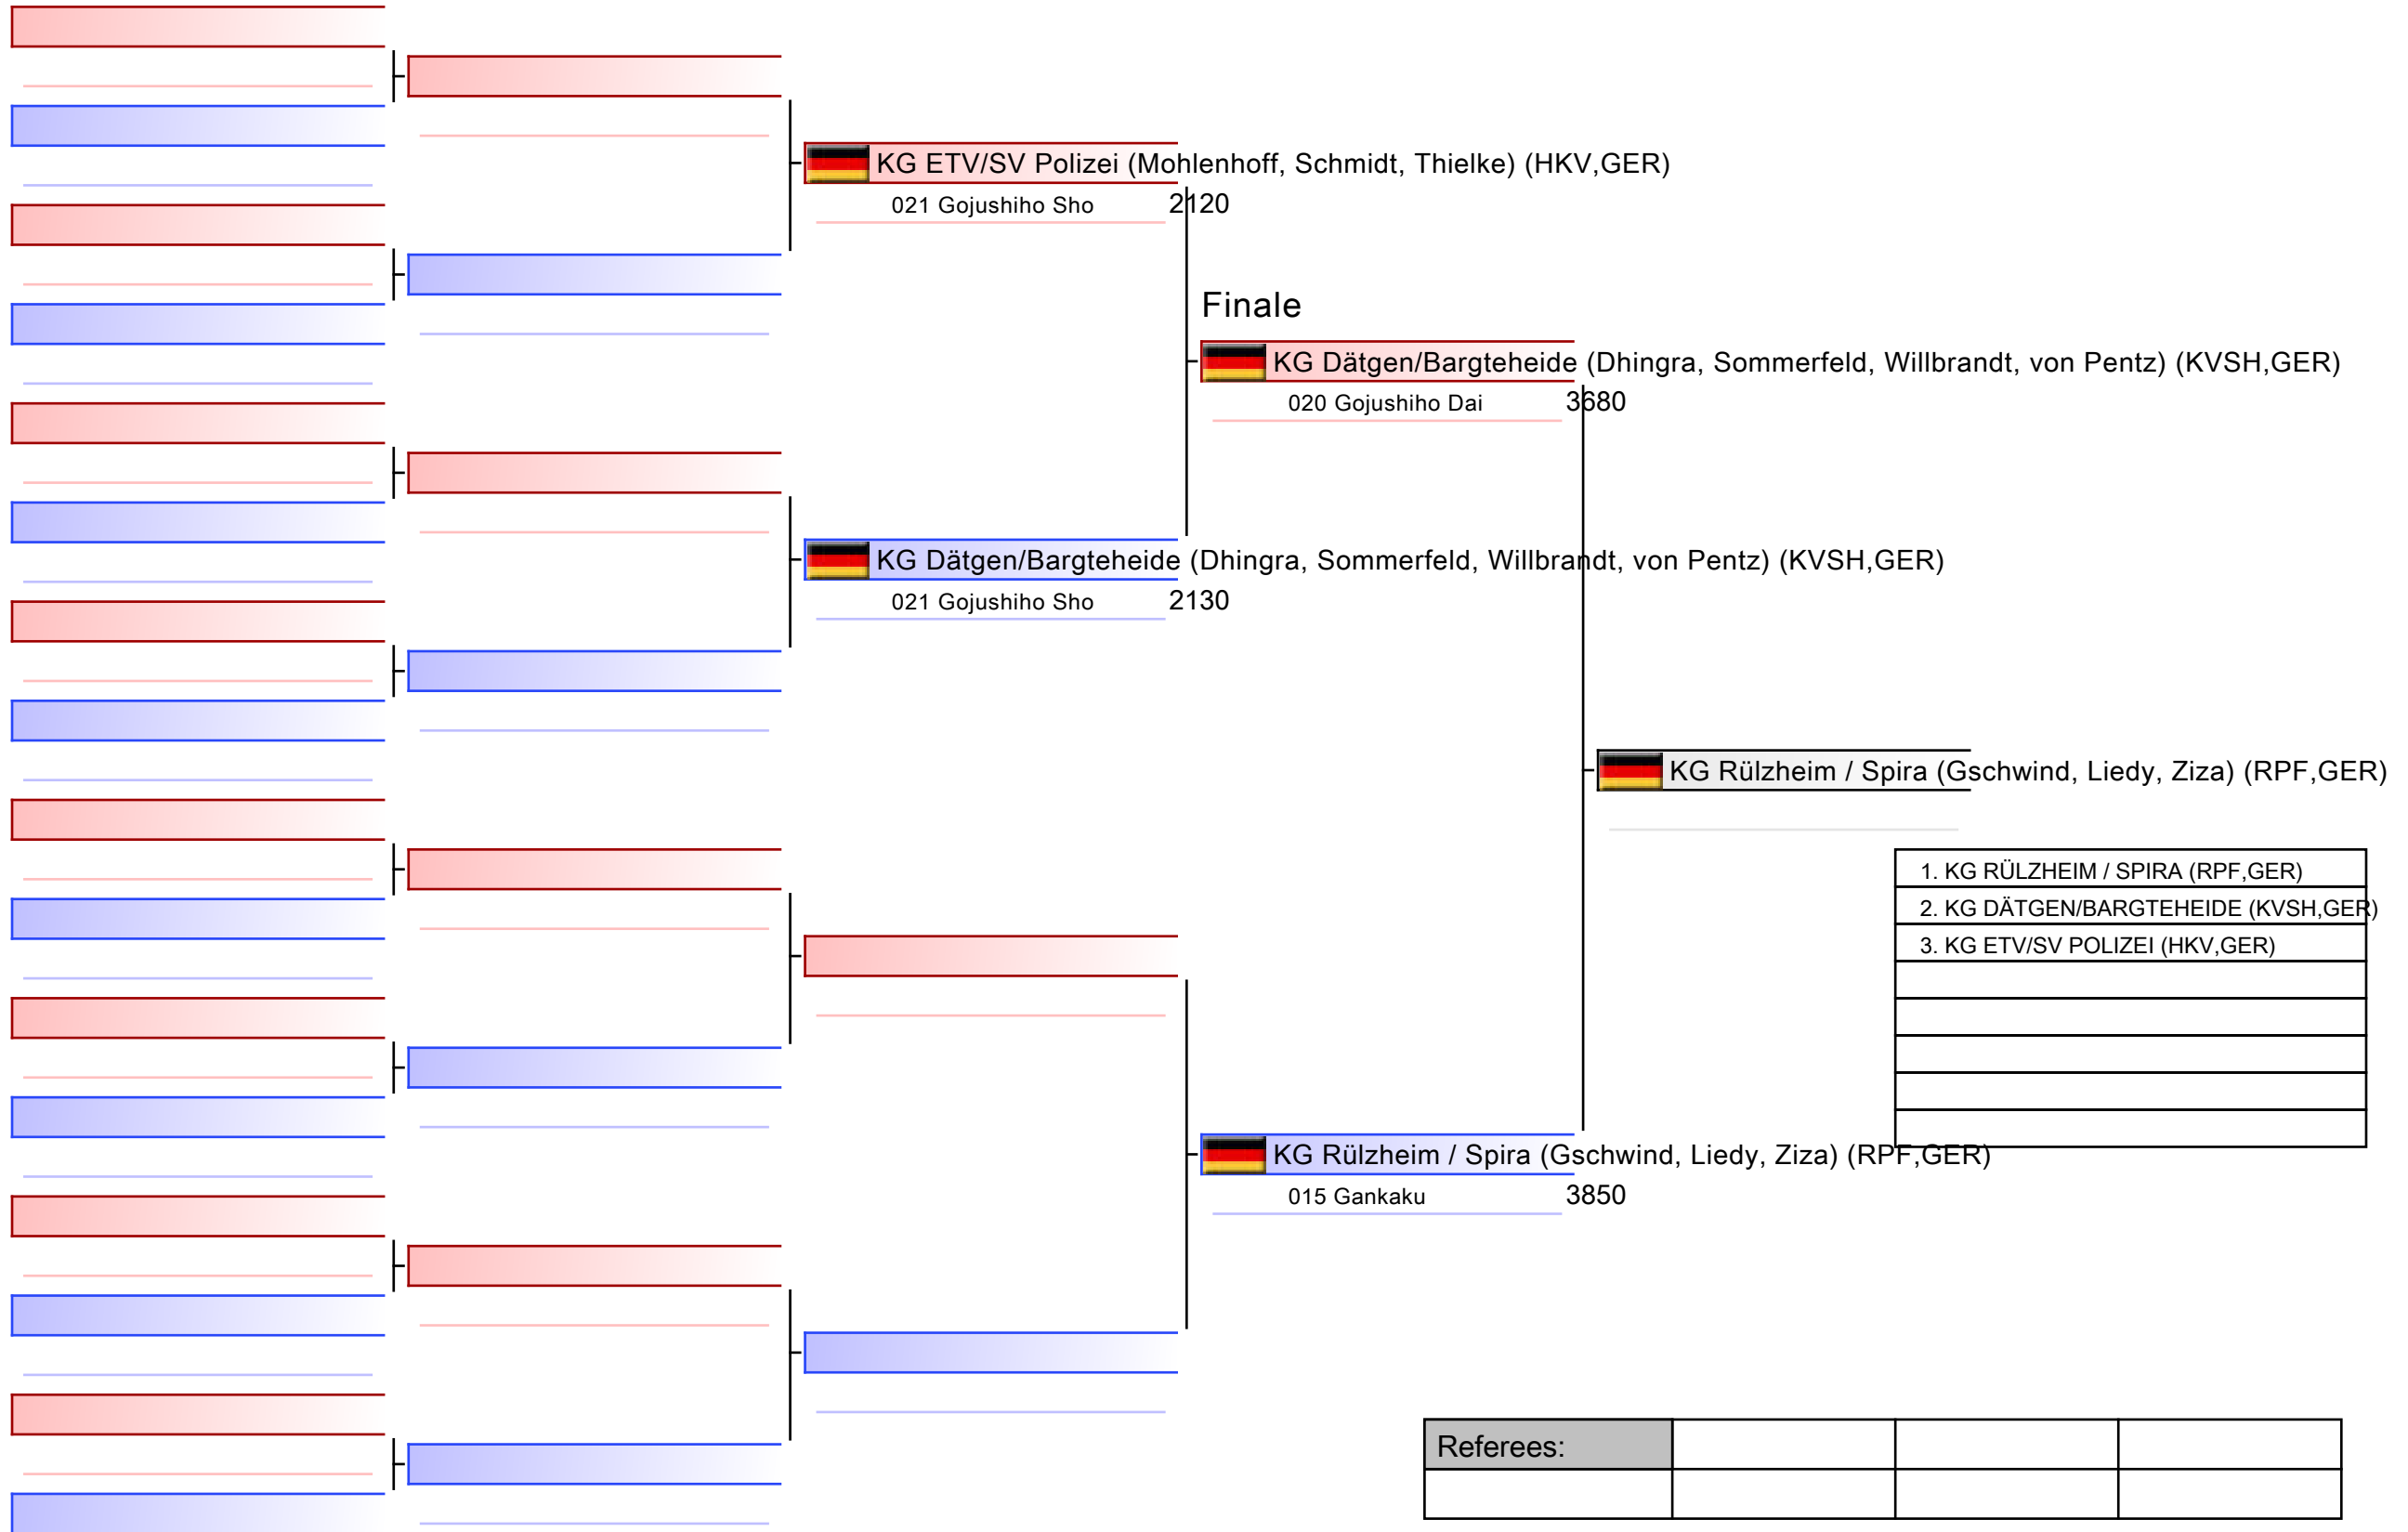 KG ETV/SV Polizei (Mohlenhoff, Schmidt, Thielke) (HKV,GER)
021 Gojushiho Sho 2120
Finale
KG Dätgen/Bargteheide (Dhingra, Sommerfeld, Willbrandt, von Pentz) (KVSH,GER)
020 Gojushiho Dai 3680
KG Dätgen/Bargteheide (Dhingra, Sommerfeld, Willbrandt, von Pentz) (KVSH,GER)
021 Gojushiho Sho 2130
KG Rülzheim / Spira (Gschwind, Liedy, Ziza) (RPF,GER)
1. KG RÜLZHEIM / SPIRA (RPF,GER)
2. KG DÄTGEN/BARGTEHEIDE (KVSH,GER)
3. KG ETV/SV POLIZEI (HKV,GER)
KG Rülzheim / Spira (Gschwind, Liedy, Ziza) (RPF,GER)
015 Gankaku 3850
Referees: